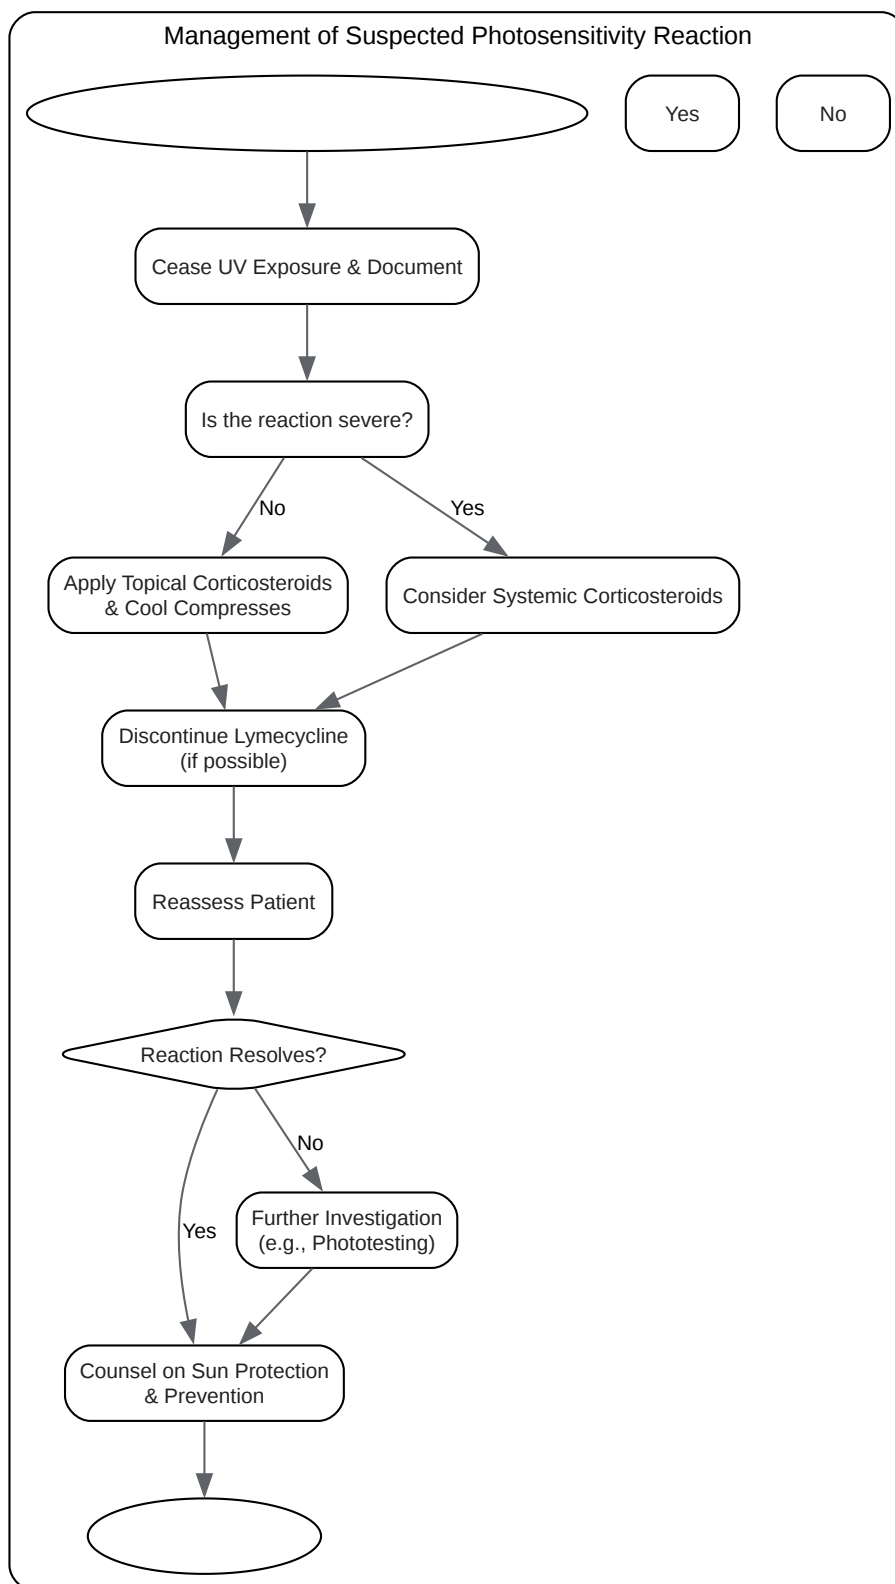 Management of Suspected Photosensitivity Reaction
Yes
No
Cease UV Exposure & Document
Is the reaction severe?
No
Yes
Apply Topical Corticosteroids
& Cool Compresses
Consider Systemic Corticosteroids
Discontinue Lymecycline
(if possible)
Reassess Patient
Reaction Resolves?
No
Yes
Further Investigation
(e.g., Phototesting)
Counsel on Sun Protection
& Prevention